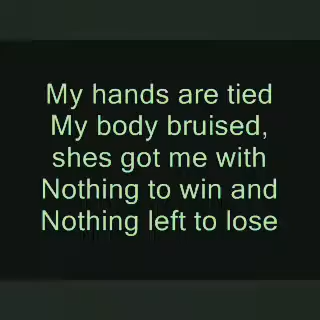 My hands are tied
My body bruised,
shes got me with
Nothing to win and
Nothing left to lose